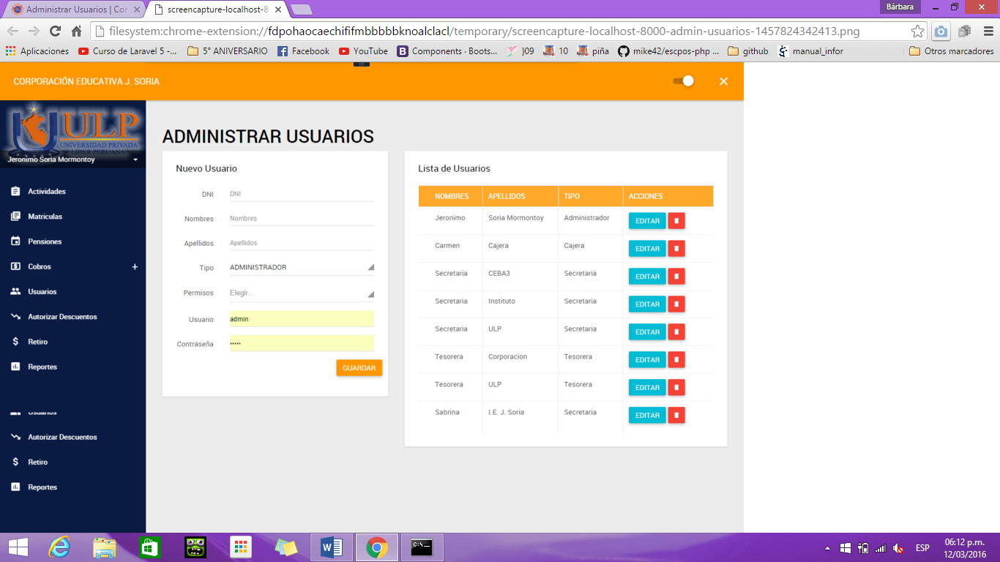 Bárbara
Administrar Usuarios | Cor
screencapture-localhost-8
filesystem:chrome-extension://fdpohaocaechififmbbbbbknoalclacl/temporary/screencapture-localhost-8000-admin-usuarios-1457824342413.png
Aplicaciones Curso de Laravel 5 -... 5° ANIVERSARIO Facebook YouTube Components · Boots... )09 10 piña mike42/escpos-php ... github manual_infor Otros marcadores
CORPORACIÓN EDUCATIVA J. SORIA
ULP
UNIVERSIDAD PRIVADA
LIDER PERUANA
Jeronimo Soria Mormontoy
Actividades
Matriculas
Pensiones
Cobros +
Usuarios
Autorizar Descuentos
Retiro
Reportes
Usuarios
Autorizar Descuentos
Retiro
Reportes
ADMINISTRAR USUARIOS
Nuevo Usuario
DNI DNI
Nombres Nombres
Apellidos Apellidos
Tipo ADMINISTRADOR
Permisos Elegir...
Usuario admin
Contraseña •••••
GUARDAR
Lista de Usuarios
NOMBRES APELLIDOS TIPO ACCIONES
Jeronimo Soria Mormontoy Administrador EDITAR
Carmen Cajera Cajera EDITAR
Secretaria CEBA3 Secretaria EDITAR
Secretaria Instituto Secretaria EDITAR
Secretaria ULP Secretaria EDITAR
Tesorera Corporacion Tesorera EDITAR
Tesorera ULP Tesorera EDITAR
Sabrina I.E. J. Soria Secretaria EDITAR
ESP
06:12 p.m.
12/03/2016